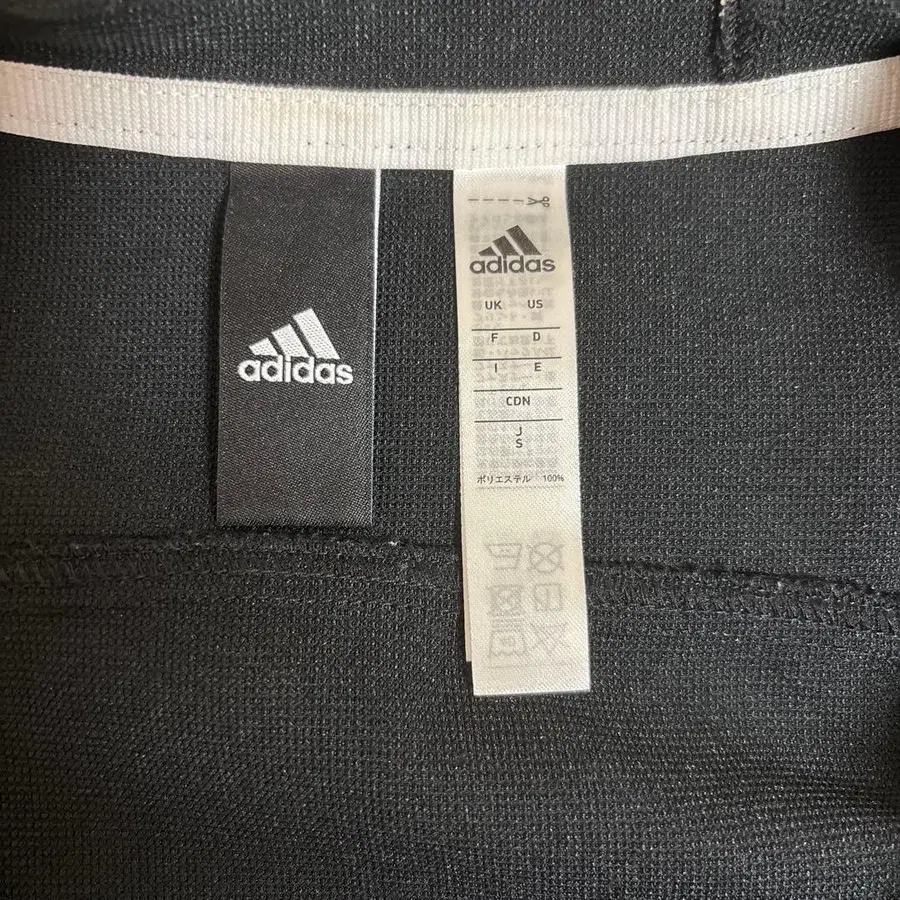 adidas
adidas
UK US
F D
I E
CDN
J
S
ポリエステル 100%